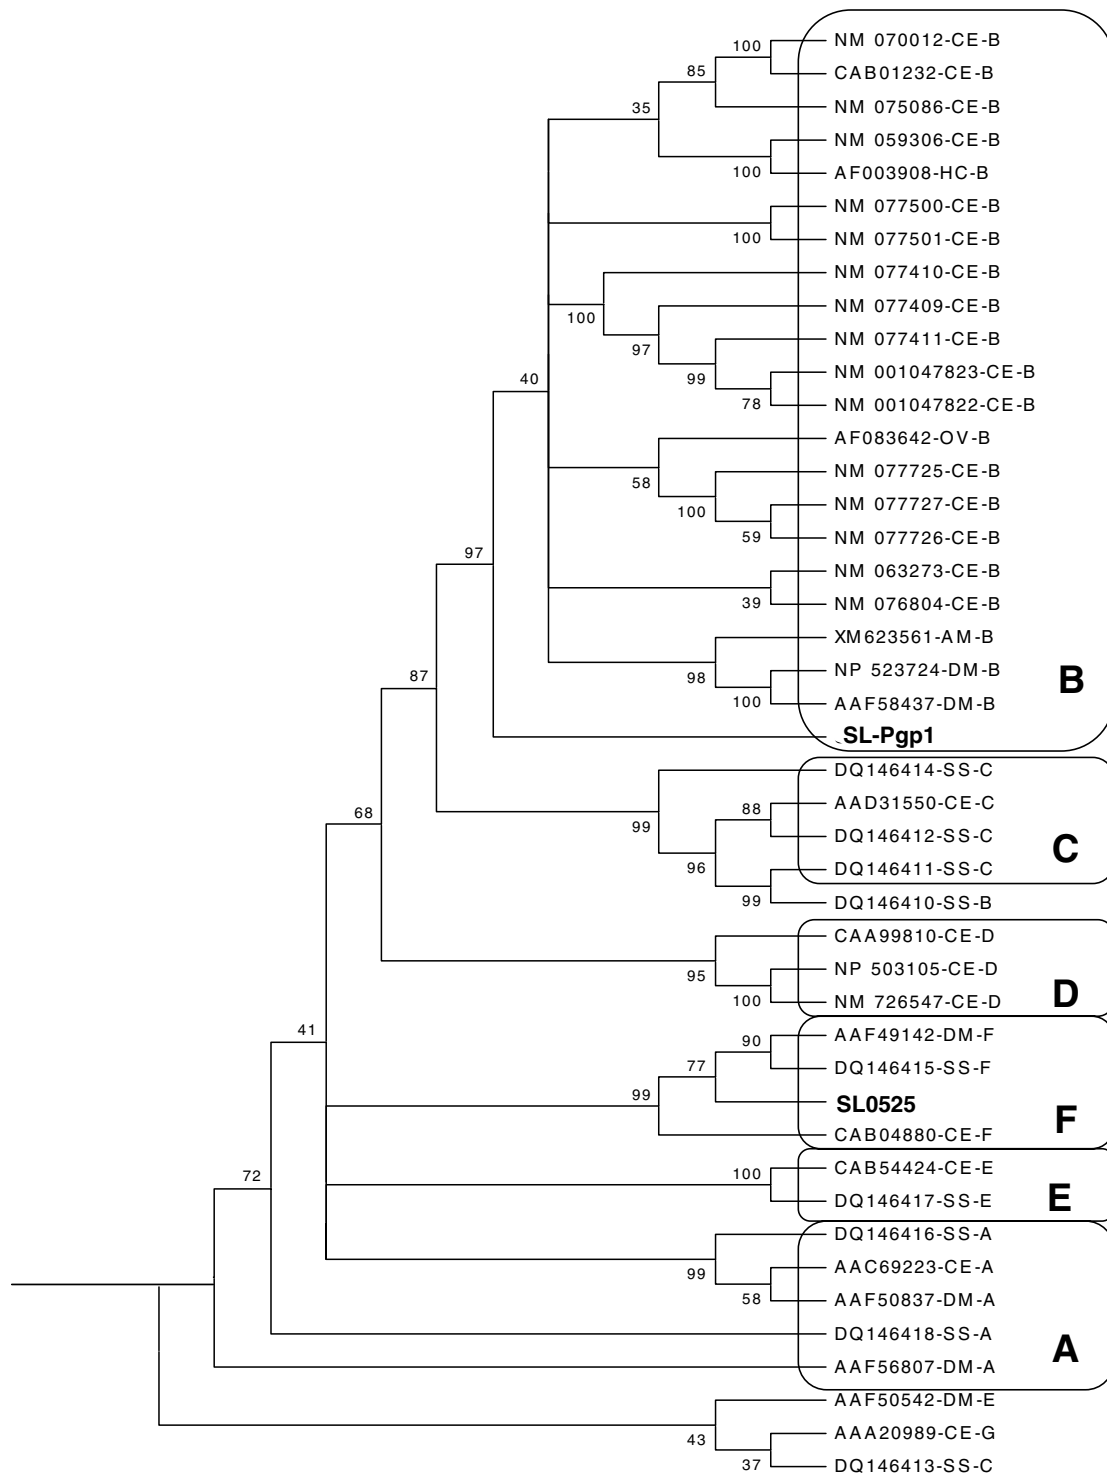 100
NM 070012-CE-B
85
CAB01232-CE-B
35
NM 075086-CE-B
NM 059306-CE-B
100
AF003908-HC-B
NM 077500-CE-B
100
NM 077501-CE-B
NM 077410-CE-B
100
NM 077409-CE-B
97
NM 077411-CE-B
99
NM 001047823-CE-B
40
78
NM 001047822-CE-B
AF083642-OV-B
58
NM 077725-CE-B
100
NM 077727-CE-B
59
NM 077726-CE-B
97
NM 063273-CE-B
39
NM 076804-CE-B
XM623561-AM-B
87
98
NP 523724-DM-B
B
100
AAF58437-DM-B
SL-Pgp1
DQ146414-SS-C
88
AAD31550-CE-C
68
99
DQ146412-SS-C
C
96
DQ146411-SS-C
99
DQ146410-SS-B
CAA99810-CE-D
95
NP 503105-CE-D
D
100
NM 726547-CE-D
41
90
AAF49142-DM-F
77
DQ146415-SS-F
99
SL0525
F
CAB04880-CE-F
72
100
CAB54424-CE-E
E
DQ146417-SS-E
DQ146416-SS-A
99
AAC69223-CE-A
58
AAF50837-DM-A
DQ146418-SS-A
A
AAF56807-DM-A
AAF50542-DM-E
43
AAA20989-CE-G
37
DQ146413-SS-C